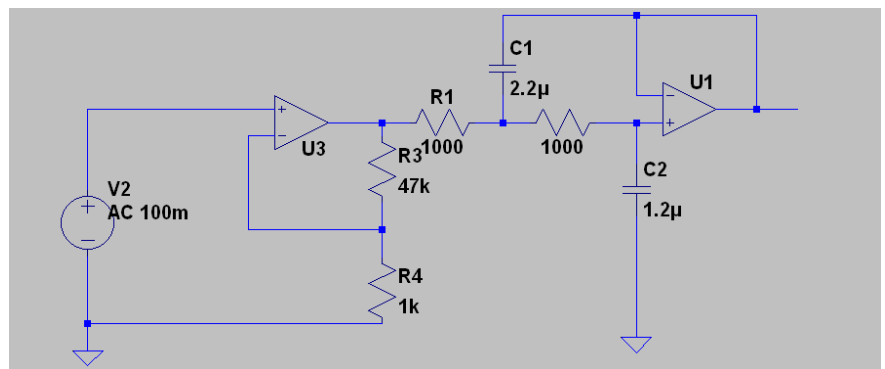 C1
2.2µ
U1
+
−
R1
1000
1000
+
−
U3
R3
47k
C2
1.2µ
V2
AC 100m
+
−
R4
1k